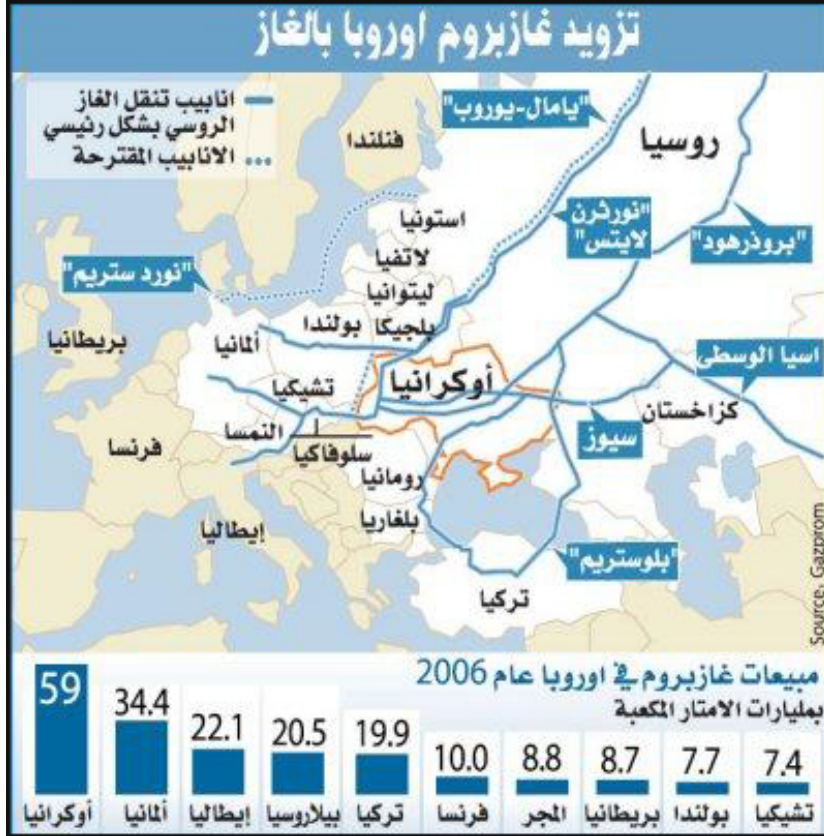 تزويد غازبروم اوروبا بالغاز
انابيب تنقل الغاز
الروسي بشكل رئيسي
الانابيب المقترحة
"يامال-يوروب"
روسيا
فنلندا
"نورثرن
لايتس"
"بروذرهود"
استونيا
لاتفيا
ليتوانيا
"نورد ستريم"
بلجيكا
بولندا
ألمانيا
بريطانيا
اسيا الوسطى
أوكرانيا
تشيكيا
كزاخستان
سيوز
النمسا
سلوفاكيا
فرنسا
رومانيا
بلغاريا
إيطاليا
"بلوستريم"
تركيا
Source, Gazprom
مبيعات غازبروم في اوروبا عام 2006
بمليارات الامتار المكعبة
59
34.4
22.1
20.5
19.9
10.0
8.8
8.7
7.7
7.4
أوكرانيا
ألمانيا
إيطاليا
بيلاروسيا
تركيا
فرنسا
المجر
بريطانيا
بولندا
تشيكيا